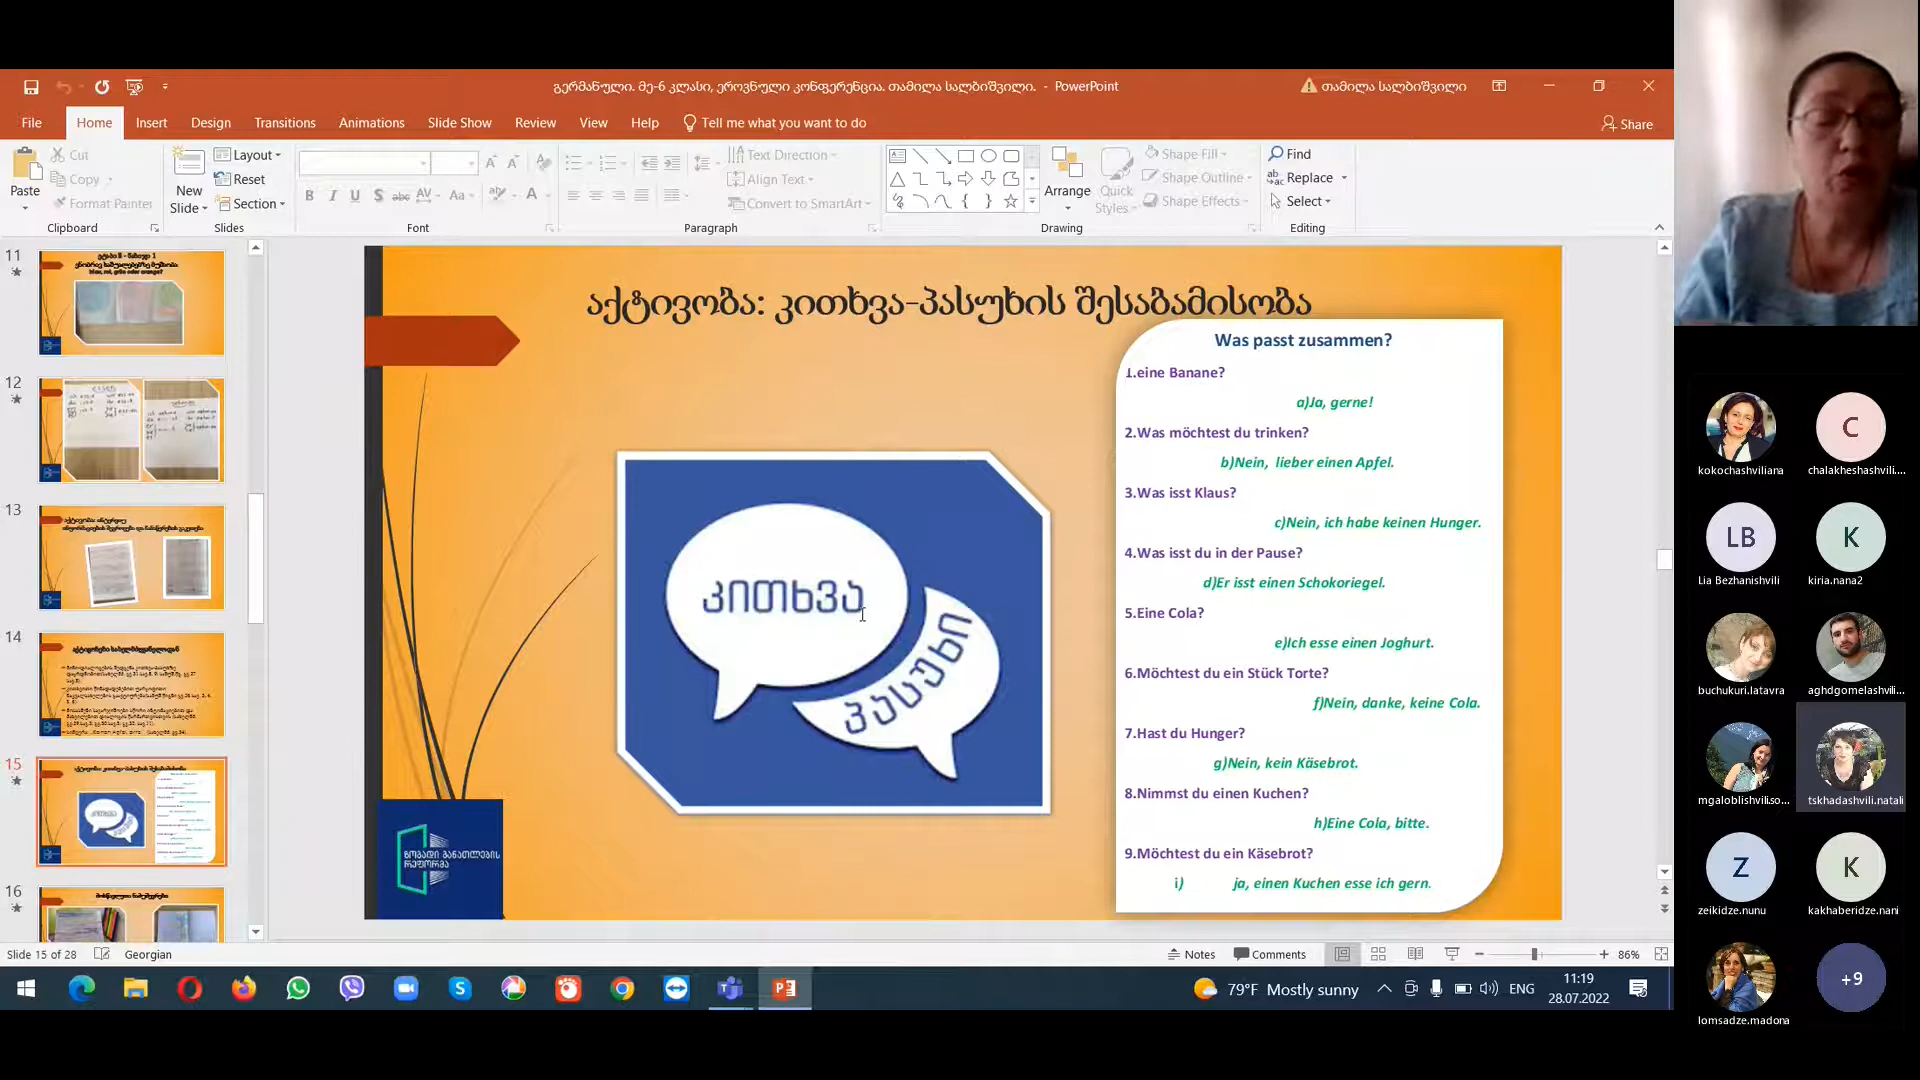 გერმანული. მე-6 კლასი, ეროვნული კონფერენცია. თამილა სალბიშვილი. - PowerPoint
თამილა სალბიშვილი
File Home Insert Design Transitions Animations Slide Show Review View Help Tell me what you want to do
Share
Paste
Cut
Copy
Format Painter
Clipboard
New Slide
Layout
Reset
Section
Slides
Font
Text Direction
Align Text
Convert to SmartArt
Paragraph
Arrange
Quick Styles
Shape Fill
Shape Outline
Shape Effects
Drawing
Find
Replace
Select
Editing
11
12
13
14
15
16
აქტივობა: კითხვა-პასუხის შესაბამისობა
კითხვა
პასუხი
ზოგადი განათლების
რეფორმა
Was passt zusammen?
1.eine Banane?
a)Ja, gerne!
2.Was möchtest du trinken?
b)Nein, lieber einen Apfel.
3.Was isst Klaus?
c)Nein, ich habe keinen Hunger.
4.Was isst du in der Pause?
d)Er isst einen Schokoriegel.
5.Eine Cola?
e)Ich esse einen Joghurt.
6.Möchtest du ein Stück Torte?
f)Nein, danke, keine Cola.
7.Hast du Hunger?
g)Nein, kein Käsebrot.
8.Nimmst du einen Kuchen?
h)Eine Cola, bitte.
9.Möchtest du ein Käsebrot?
i) ja, einen Kuchen esse ich gern.
Slide 15 of 28 Georgian
Notes Comments 86%
79°F Mostly sunny
ENG
11:19
28.07.2022
kokochashviliana
C
chalakheshashvili....
LB
Lia Bezhanishvili
K
kiria.nana2
buchukuri.latavra
aghdgomelashvili...
mgaloblishvili.so...
tskhadashvili.natali
Z
zeikidze.nunu
K
kakhaberidze.nani
lomsadze.madona
+9